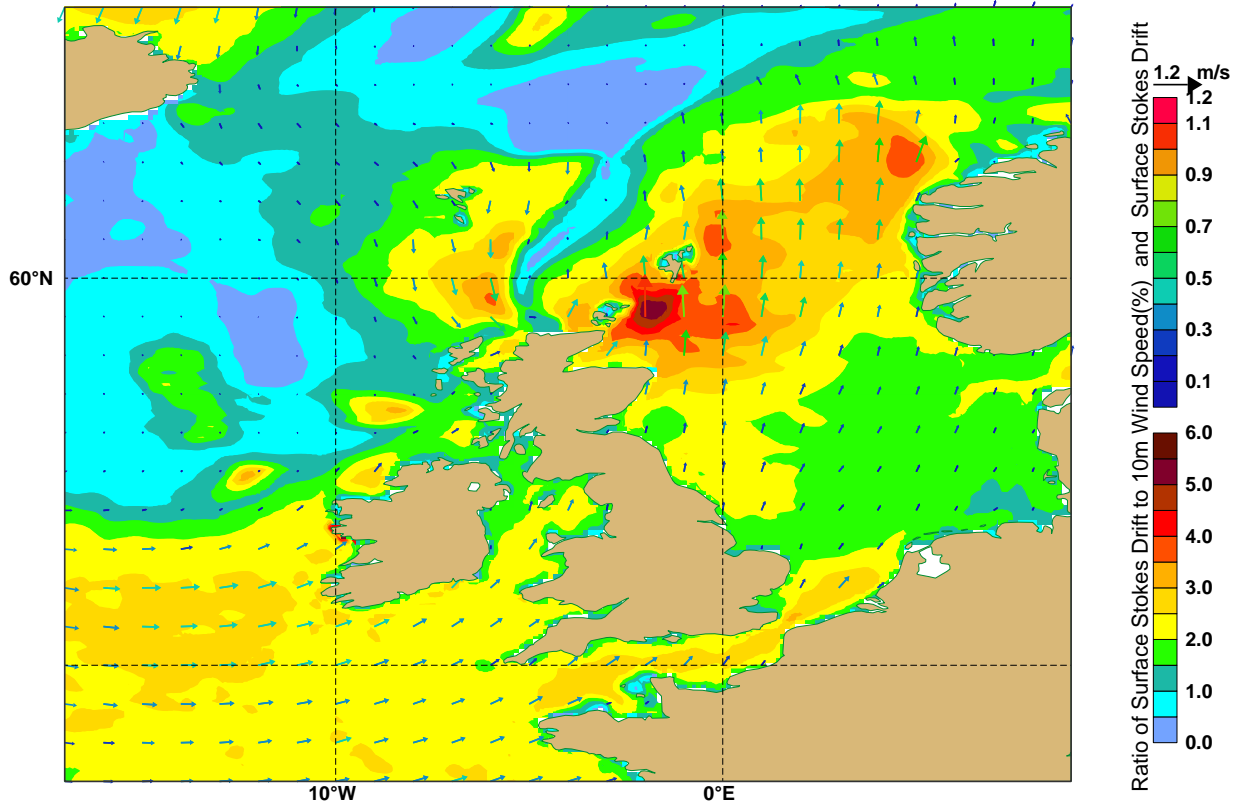 60°N
10°W
0°E
Ratio of Surface Stokes Drift to 10m Wind Speed(%) and Surface Stokes Drift
1.2 m/s
1.2
1.1
0.9
0.7
0.5
0.3
0.1
6.0
5.0
4.0
3.0
2.0
1.0
0.0